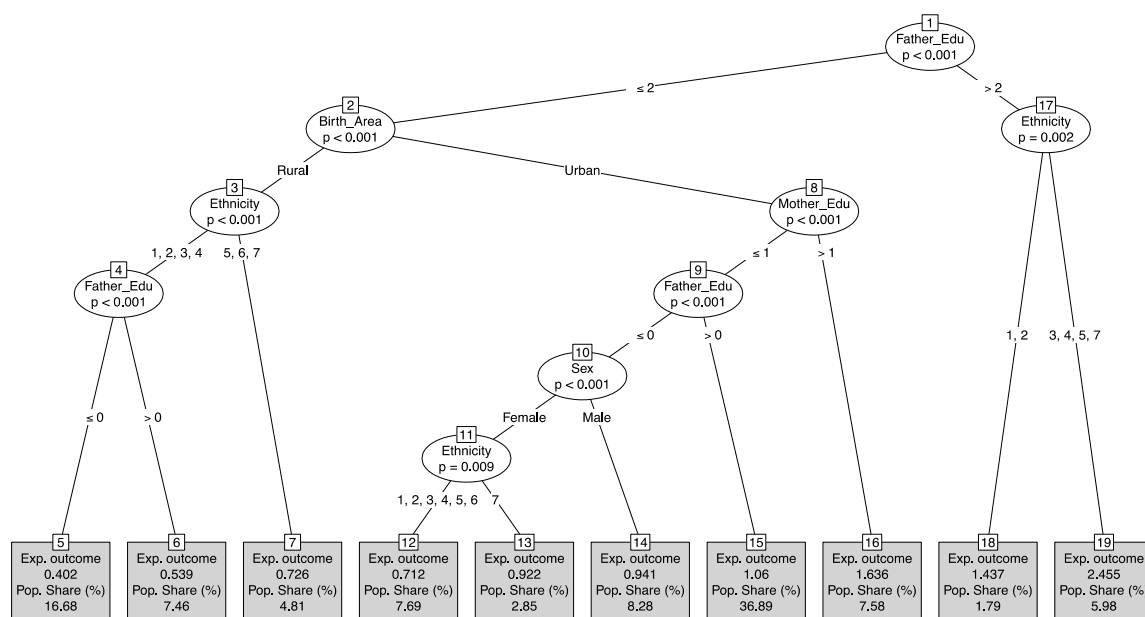 1
Father_Edu
p < 0.001
≤ 2
> 2
2
Birth_Area
p < 0.001
17
Ethnicity
p = 0.002
Rural
Urban
3
Ethnicity
p < 0.001
8
Mother_Edu
p < 0.001
1, 2, 3, 4
5, 6, 7
≤ 1
> 1
4
Father_Edu
p < 0.001
9
Father_Edu
p < 0.001
≤ 0
> 0
1, 2
3, 4, 5, 7
10
Sex
p < 0.001
≤ 0
> 0
Female
Male
11
Ethnicity
p = 0.009
1, 2, 3, 4, 5, 6
7
5
Exp. outcome
0.402
Pop. Share (%)
16.68
6
Exp. outcome
0.539
Pop. Share (%)
7.46
7
Exp. outcome
0.726
Pop. Share (%)
4.81
12
Exp. outcome
0.712
Pop. Share (%)
7.69
13
Exp. outcome
0.922
Pop. Share (%)
2.85
14
Exp. outcome
0.941
Pop. Share (%)
8.28
15
Exp. outcome
1.06
Pop. Share (%)
36.89
16
Exp. outcome
1.636
Pop. Share (%)
7.58
18
Exp. outcome
1.437
Pop. Share (%)
1.79
19
Exp. outcome
2.455
Pop. Share (%)
5.98